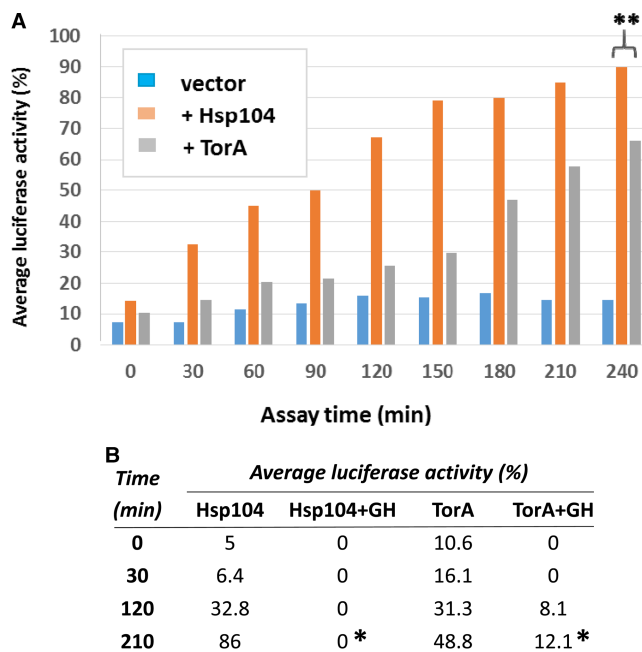 A
**
100
90
80
70
60
50
40
30
20
10
0
Average luciferase activity (%)
vector
+ Hsp104
+ TorA
0 30 60 90 120 150 180 210 240
Assay time (min)
B
Time (min) Average luciferase activity (%)
Hsp104 Hsp104+GH TorA TorA+GH
0 5 0 10.6 0
30 6.4 0 16.1 0
120 32.8 0 31.3 8.1
210 86 0 * 48.8 12.1 *